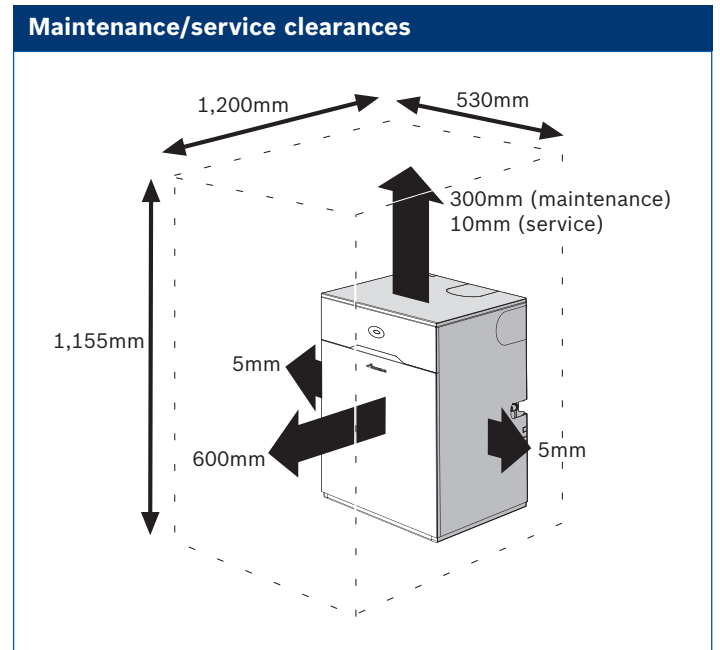 Maintenance/service clearances
1,200mm
530mm
300mm (maintenance)
10mm (service)
1,155mm
5mm
600mm
5mm